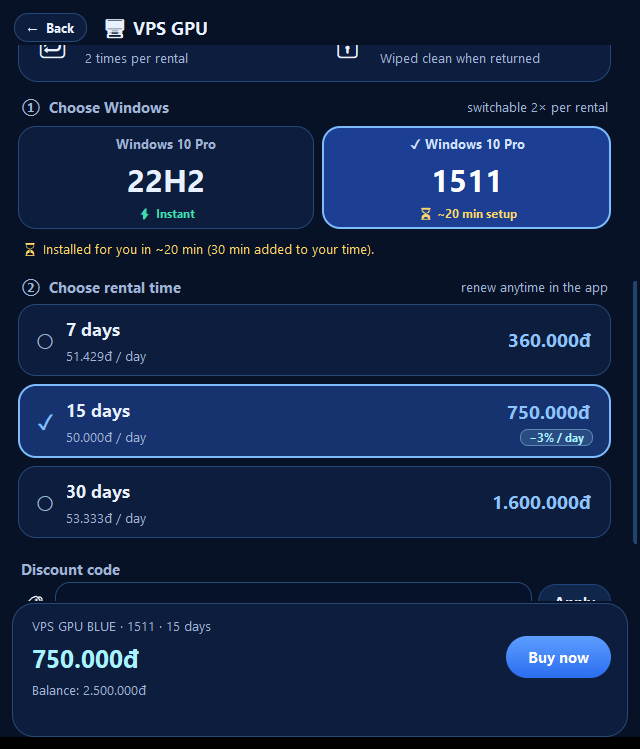 ← Back
VPS GPU
2 times per rental
Wiped clean when returned
① Choose Windows
switchable 2× per rental
Windows 10 Pro
22H2
Instant
✓ Windows 10 Pro
1511
~20 min setup
Installed for you in ~20 min (30 min added to your time).
② Choose rental time
renew anytime in the app
7 days
51.429đ / day
360.000đ
15 days
50.000đ / day
750.000đ
−3% / day
30 days
53.333đ / day
1.600.000đ
Discount code
Apply
VPS GPU BLUE · 1511 · 15 days
750.000đ
Balance: 2.500.000đ
Buy now